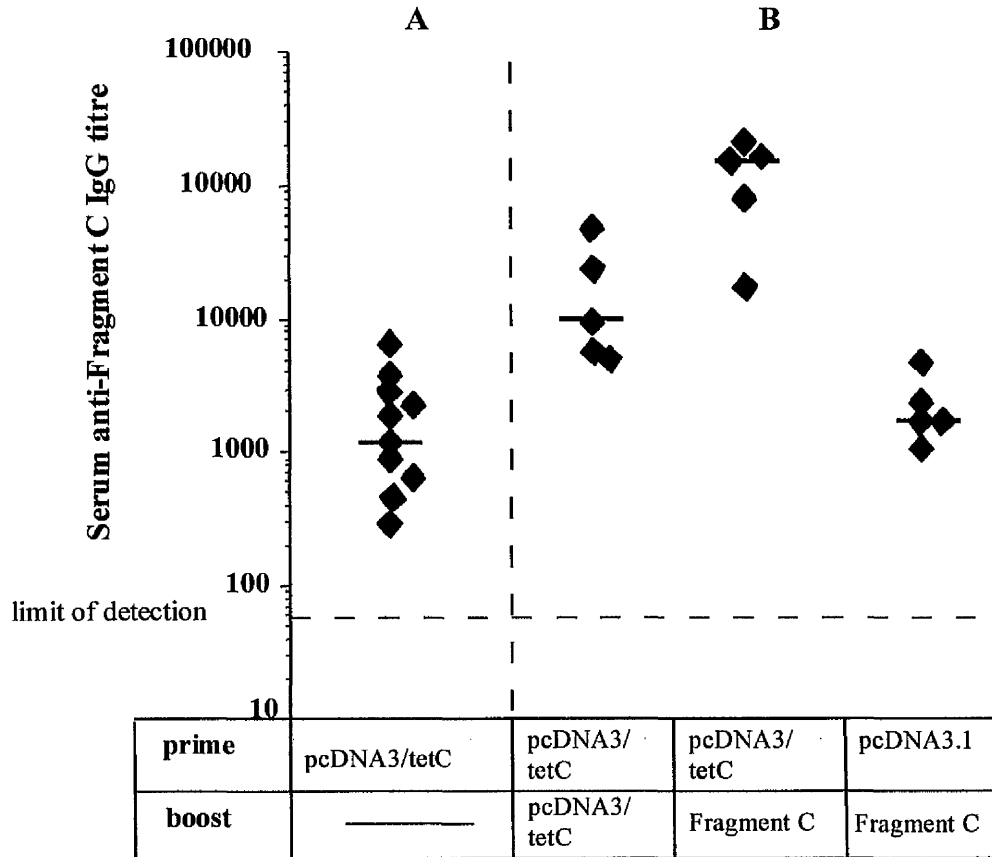 A
B
Serum anti-Fragment C IgG titre
100000
10000
10000
1000
100
limit of detection
10
prime
pcDNA3/tetC
pcDNA3/
tetC
pcDNA3/
tetC
pcDNA3.1
boost
pcDNA3/
tetC
Fragment C
Fragment C